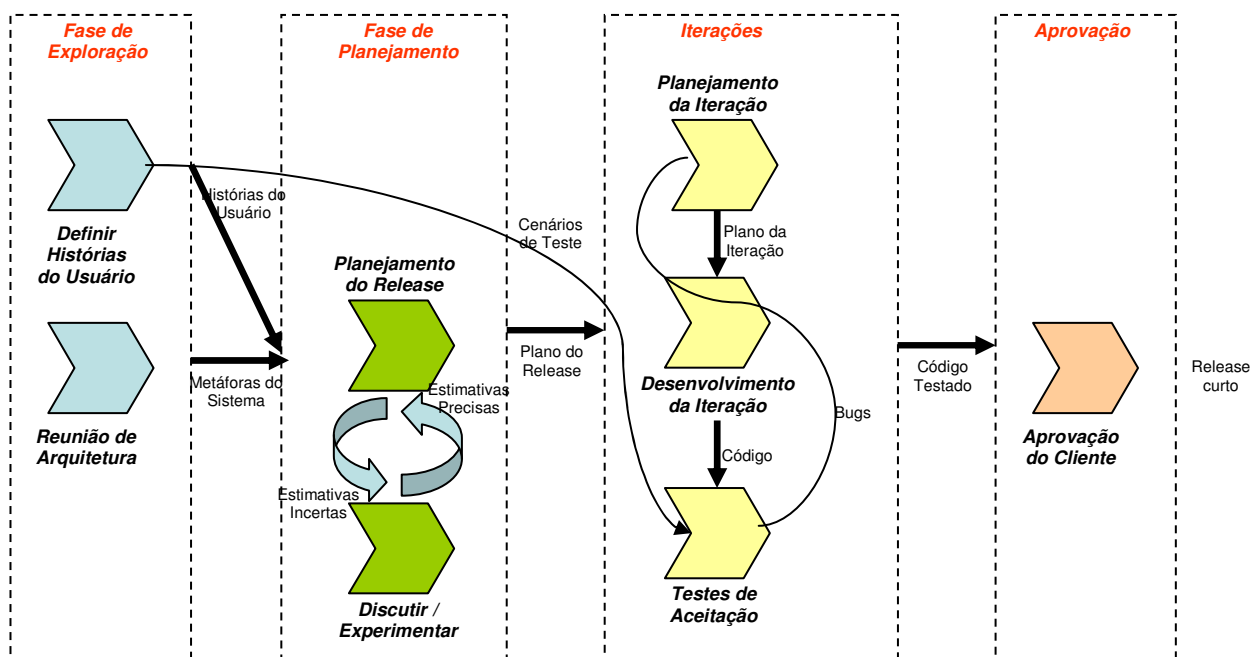 Fase de
Exploração
Definir
Histórias
do Usuário
Reunião de
Arquitetura
Histórias do
Usuário
Metáforas do
Sistema
Fase de
Planejamento
Planejamento
do Release
Estimativas
Precisas
Estimativas
Incertas
Discutir /
Experimentar
Cenários
de Teste
Plano do
Release
Iterações
Planejamento
da Iteração
Plano da
Iteração
Desenvolvimento
da Iteração
Bugs
Código
Testes de
Aceitação
Código
Testado
Aprovação
Aprovação
do Cliente
Release
curto